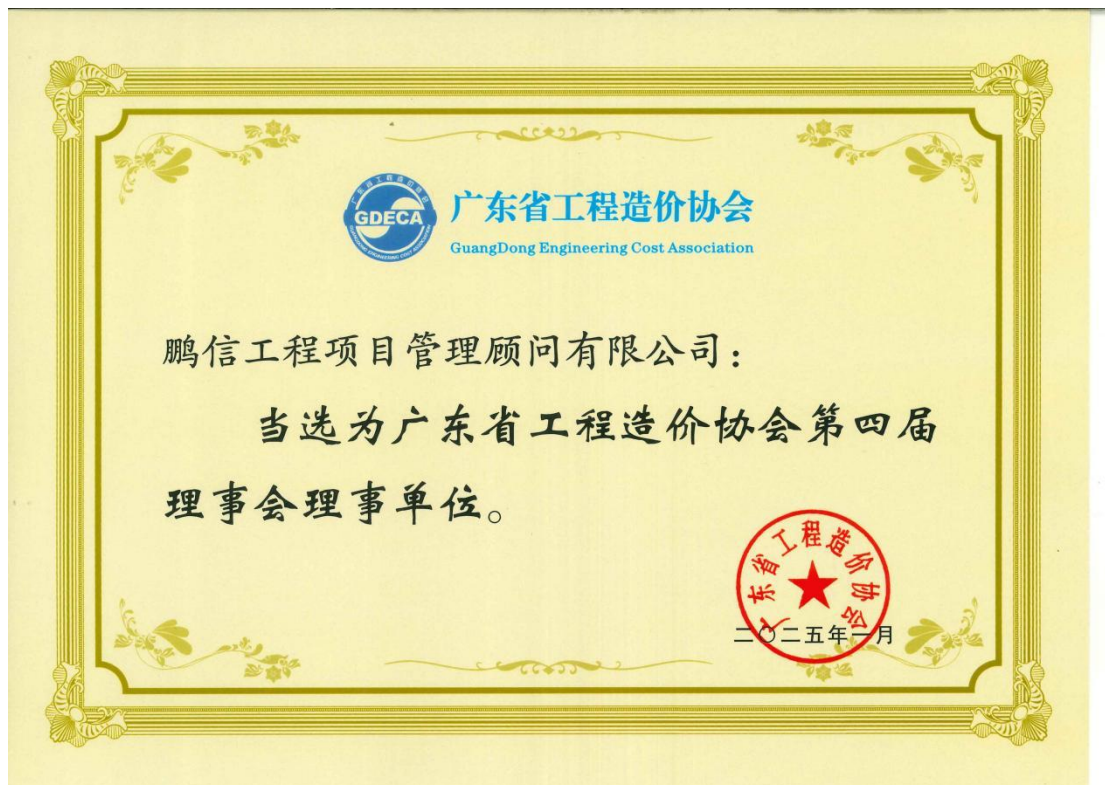 GDECA
广东省工程造价协会
GuangDong Engineering Cost Association
鹏信工程项目管理顾问有限公司：
当选为广东省工程造价协会第四届
理事会理事单位。
广东省工程造价协会
二〇二五年一月